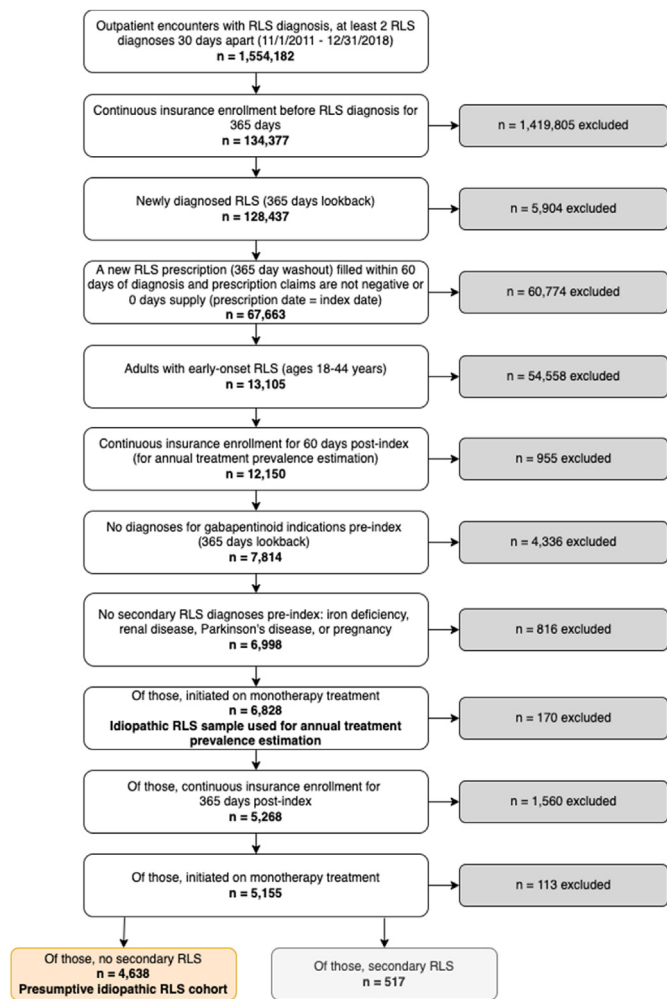 Outpatient encounters with RLS diagnosis, at least 2 RLS
diagnoses 30 days apart (11/1/2011 - 12/31/2018)
n = 1,554,182
Continuous insurance enrollment before RLS diagnosis for
365 days
n = 134,377
n = 1,419,805 excluded
Newly diagnosed RLS (365 days lookback)
n = 128,437
n = 5,904 excluded
A new RLS prescription (365 day washout) filled within 60
days of diagnosis and prescription claims are not negative or
0 days supply (prescription date = index date)
n = 67,663
n = 60,774 excluded
Adults with early-onset RLS (ages 18-44 years)
n = 13,105
n = 54,558 excluded
Continuous insurance enrollment for 60 days post-index
(for annual treatment prevalence estimation)
n = 12,150
n = 955 excluded
No diagnoses for gabapentinoid indications pre-index
(365 days lookback)
n = 7,814
n = 4,336 excluded
No secondary RLS diagnoses pre-index: iron deficiency,
renal disease, Parkinson's disease, or pregnancy
n = 6,998
n = 816 excluded
Of those, initiated on monotherapy treatment
n = 6,828
Idiopathic RLS sample used for annual treatment
prevalence estimation
n = 170 excluded
Of those, continuous insurance enrollment for
365 days post-index
n = 5,268
n = 1,560 excluded
Of those, initiated on monotherapy treatment
n = 5,155
n = 113 excluded
Of those, no secondary RLS
n = 4,638
Presumptive idiopathic RLS cohort
Of those, secondary RLS
n = 517